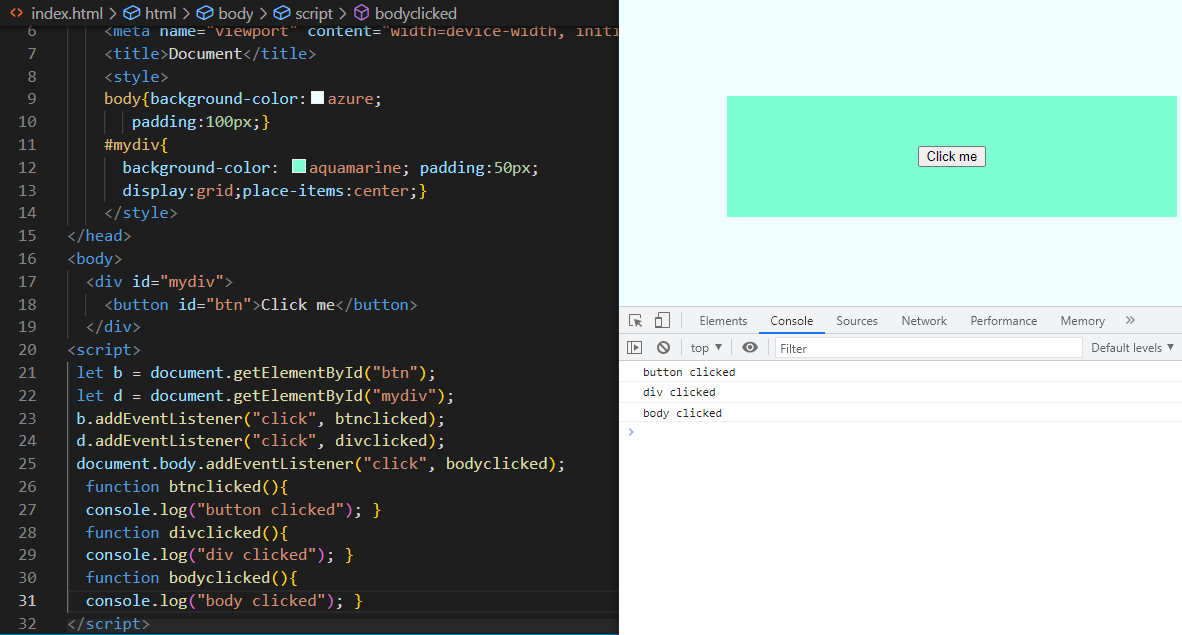 index.html > html > body > script > bodyclicked
6 <meta name="viewport" content="width=device-width, initi
7 <title>Document</title>
8 <style>
9 body{background-color: azure;
10 padding:100px;}
11 #mydiv{
12 background-color: aquamarine; padding:50px;
13 display:grid;place-items:center;}
14 </style>
15 </head>
16 <body>
17 <div id="mydiv">
18 <button id="btn">Click me</button>
19 </div>
20 <script>
21 let b = document.getElementById("btn");
22 let d = document.getElementById("mydiv");
23 b.addEventListener("click", btnclicked);
24 d.addEventListener("click", divclicked);
25 document.body.addEventListener("click", bodyclicked);
26 function btnclicked(){
27 console.log("button clicked"); }
28 function divclicked(){
29 console.log("div clicked"); }
30 function bodyclicked(){
31 console.log("body clicked"); }
32 </script>
Click me
Elements Console Sources Network Performance Memory »
top ▼ Filter Default levels ▼
button clicked
div clicked
body clicked
>